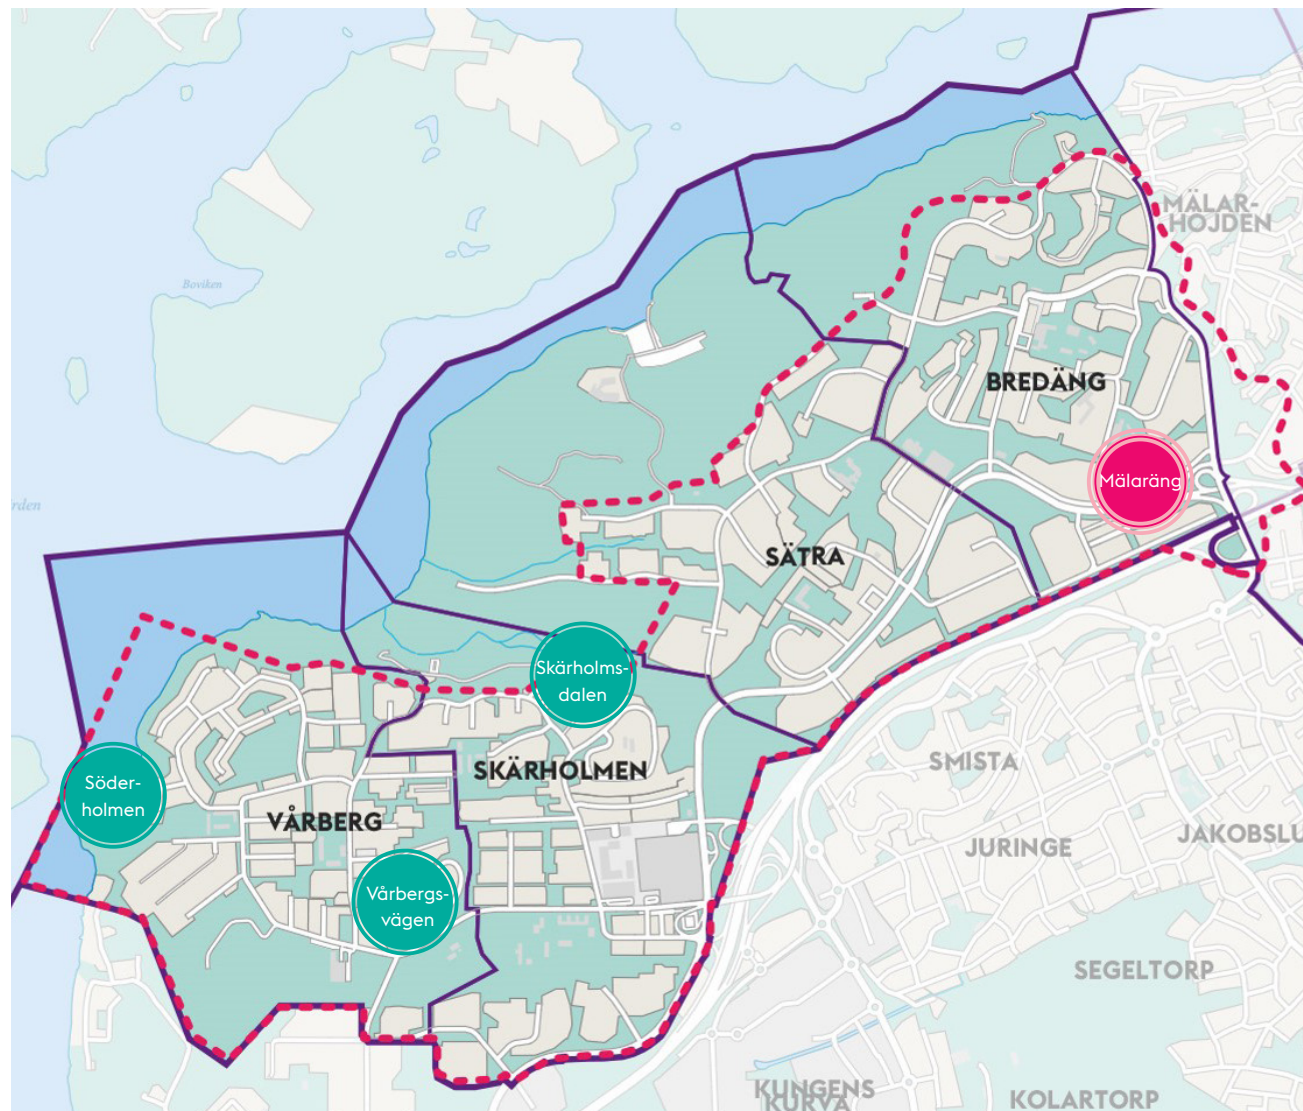 MÄLAR-
HÖJDEN
Boviken
BREDÄNG
Mälaräng
rden
SÄTRA
Skärholms-
dalen
SKÄRHOLMEN
SMISTA
Söder-
holmen
VÅRBERG
JURINGE
JAKOBSLU
Vårbergs-
vägen
SEGELTORP
KUNGENS
KURVA
KOLARTORP